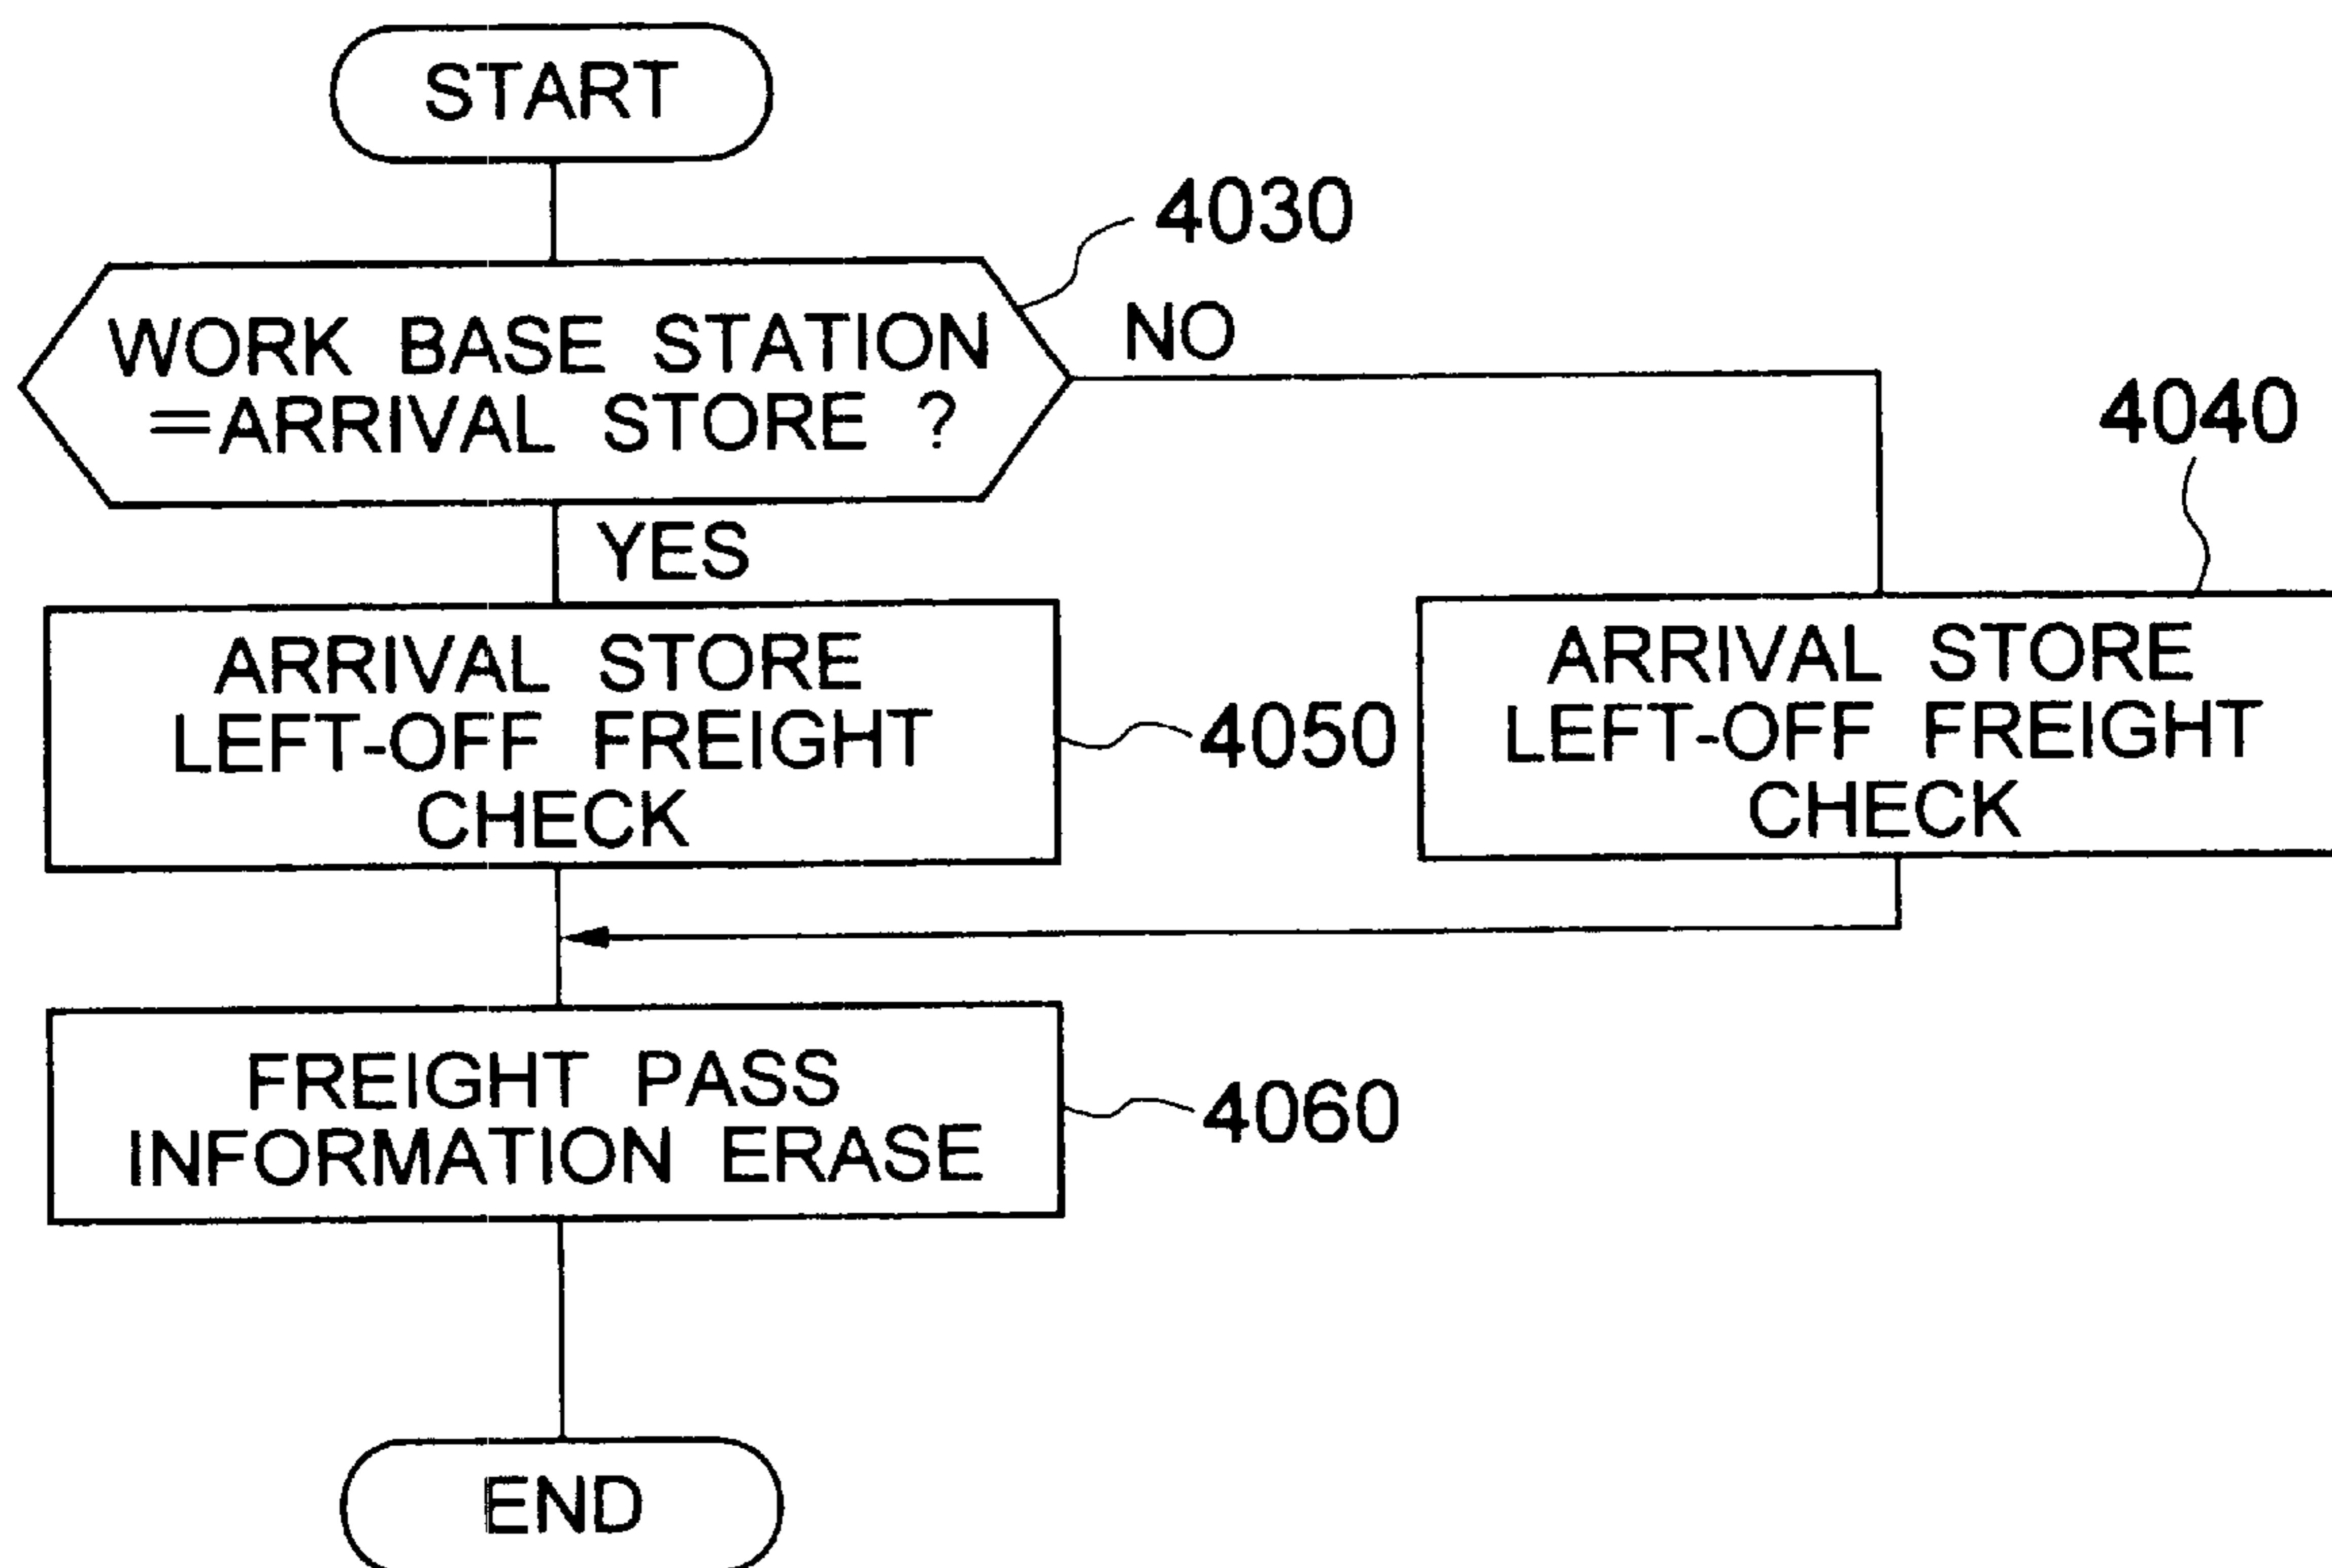 START
4030
WORK BASE STATION
=ARRIVAL STORE ?
NO
4040
YES
ARRIVAL STORE
LEFT-OFF FREIGHT
CHECK
4050
ARRIVAL STORE
LEFT-OFF FREIGHT
CHECK
FREIGHT PASS
INFORMATION ERASE
4060
END